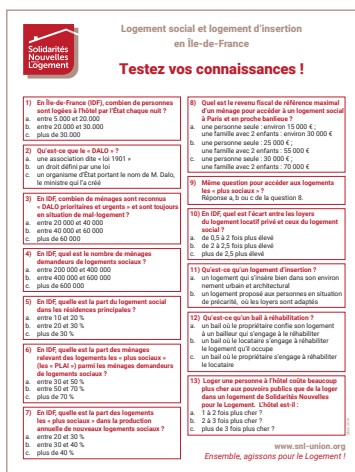 Solidarités
Nouvelles
Logement
Logement social et logement d'insertion
en Île-de-France
Testez vos connaissances !
1) En Île-de-France (IDF), combien de personnes
sont logées à l'hôtel par l'État chaque nuit ?
a. entre 5.000 et 20.000
b. entre 20.000 et 30.000
c. plus de 30.000
2) Qu'est-ce que le « DALO » ?
a. une association dite « loi 1901 »
b. un droit défini par une loi
c. un organisme d'État portant le nom de M. Dalo,
le ministre qui l'a créé
3) En IDF, combien de ménages sont reconnus
« DALO prioritaires et urgents » et sont toujours
en situation de mal-logement ?
a. entre 20 000 et 40 000
b. entre 40 000 et 60 000
c. plus de 60 000
4) En IDF, quel est le nombre de ménages
demandeurs de logements sociaux ?
a. entre 200 000 et 400 000
b. entre 400 000 et 600 000
c. plus de 600 000
5) En IDF, quelle est la part du logement social
dans les résidences principales ?
a. entre 10 et 20 %
b. entre 20 et 30 %
c. plus de 30 %
6) En IDF, quelle est la part des ménages
relevant des logements les « plus sociaux »
(les « PLAI ») parmi les ménages demandeurs
de logements sociaux ?
a. entre 30 et 50 %
b. entre 50 et 70 %
c. plus de 70 %
7) En IDF, quelle est la part des logements
les « plus sociaux » dans la production
annuelle de nouveaux logements sociaux ?
a. entre 20 et 30 %
b. entre 30 et 40 %
c. plus de 40 %
8) Quel est le revenu fiscal de référence maximal
d'un ménage pour accéder à un logement social
à Paris et en proche banlieue ?
a. une personne seule : environ 15 000 € ;
une famille avec 2 enfants : environ 30 000 €
b. une personne seule : 25 000 € ;
une famille avec 2 enfants : 55 000 €
c. une personne seule : 30 000 € ;
une famille avec 2 enfants : 70 000 €
9) Même question pour accéder aux logements
les « plus sociaux » ?
Réponse a, b ou c de la question 8.
10) En IDF, quel est l'écart entre les loyers
du logement locatif privé et ceux du logement
social ?
a. de 0,5 à 2 fois plus élevé
b. de 2 à 2,5 fois plus élevé
c. plus de 2,5 plus élevé
11) Qu'est-ce qu'un logement d'insertion ?
a. un logement qui s'insère bien dans son environ
nement urbain et architectural
b. un logement proposé aux personnes en situation
de précarité, où les loyers sont adaptés
12) Qu'est-ce qu'un bail à réhabilitation ?
a. un bail où le propriétaire confie son logement
à un bailleur qui s'engage à le réhabiliter
b. un bail où le locataire s'engage à réhabiliter
le logement qu'il occupe
c. un bail où le propriétaire s'engage à réhabiliter
le locataire
13) Loger une personne à l'hôtel coûte beaucoup
plus cher aux pouvoirs publics que de la loger
dans un logement de Solidarités Nouvelles
pour le Logement. L'hôtel est-il :
a. 1 à 2 fois plus cher ?
b. 2 à 3 fois plus cher ?
c. plus de 3 fois plus cher ?
www.snl-union.org
Ensemble, agissons pour le Logement !